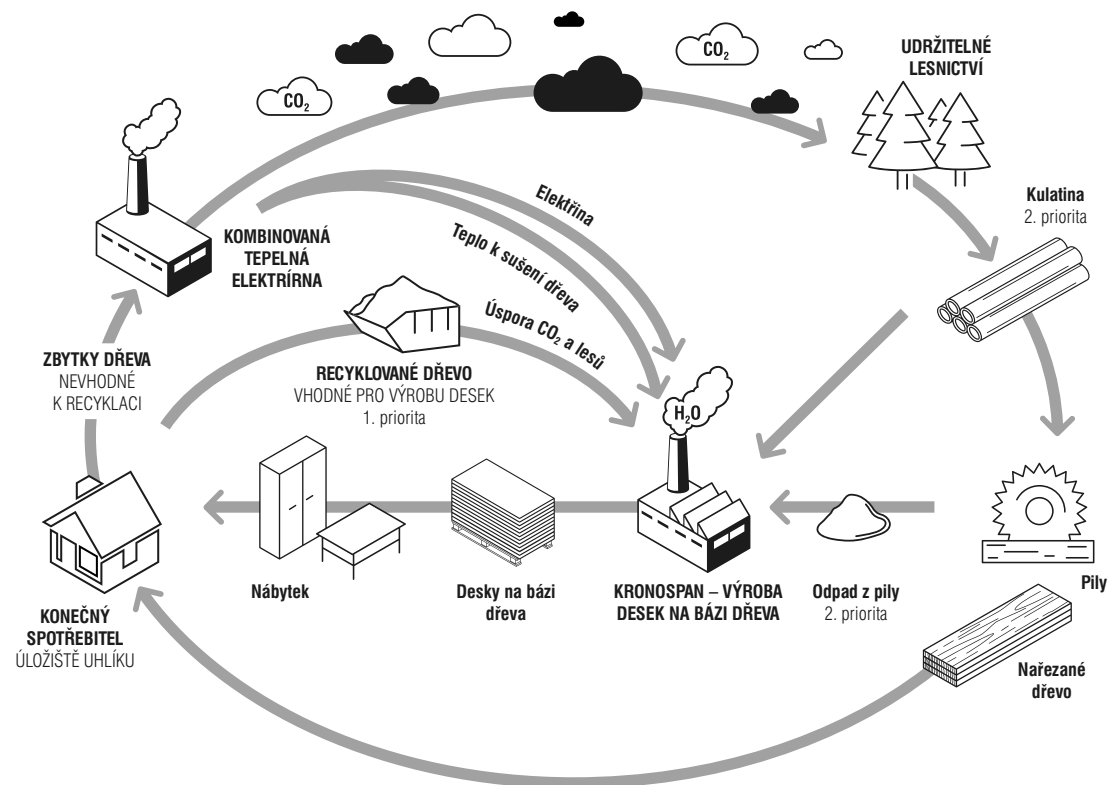 CO₂
CO₂
UDRŽITELNÉ
LESNICTVÍ
Kulatina
2. priorita
Elektřina
Teplo k sušení dřeva
Úspora CO₂ a lesů
KOMBINOVANÁ
TEPELNÁ
ELEKTRÍRNA
ZBYTKY DŘEVA
NEVHODNÉ
K RECYKLACI
RECYKLOVANÉ DŘEVO
VHODNÉ PRO VÝROBU DESEK
1. priorita
H₂O
Nábytek
Desky na bázi
dřeva
KRONOSPAN – VÝROBA
DESEK NA BÁZI DŘEVA
Odpad z pily
2. priorita
Pily
KONEČNÝ
SPOTŘEBITEL
ÚLOŽIŠTĚ UHLÍKU
Nařezané
dřevo